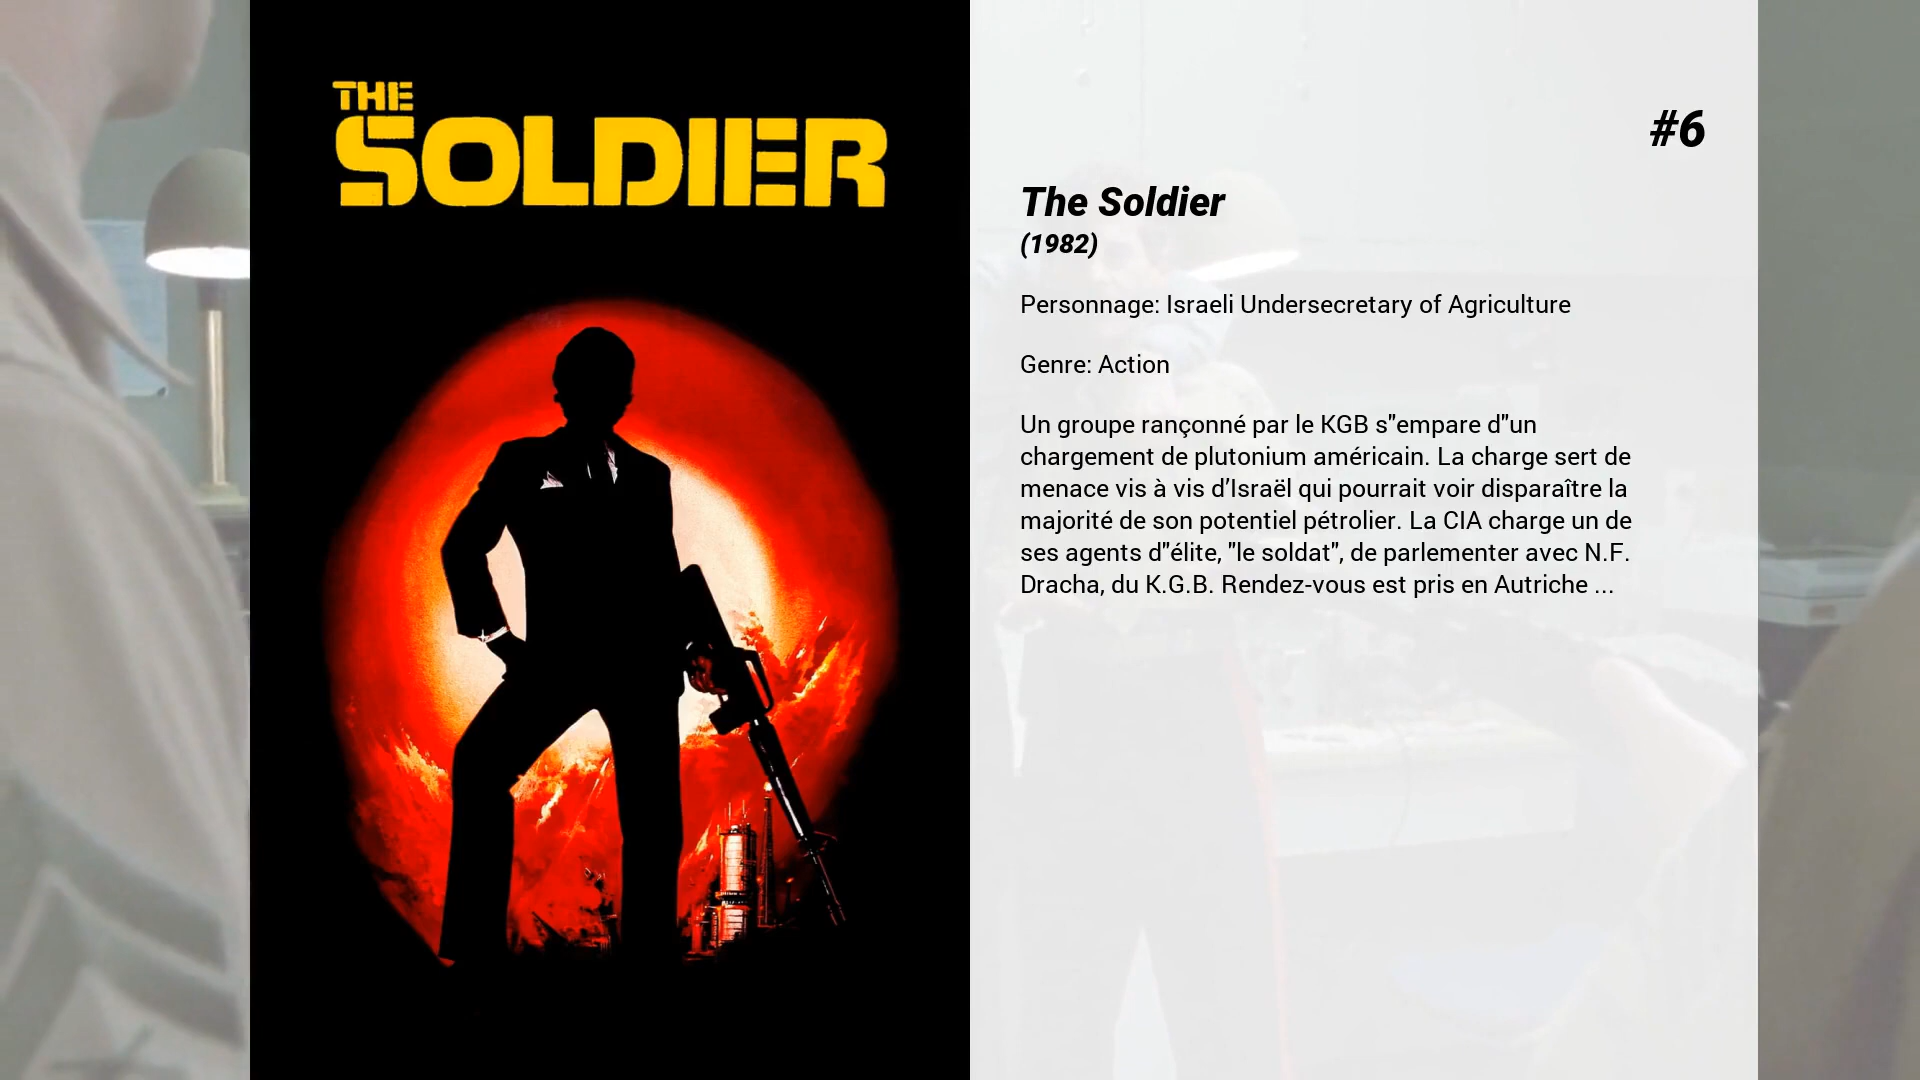 THE
SOLDIER
#6
The Soldier
(1982)
Personnage: Israeli Undersecretary of Agriculture
Genre: Action
Un groupe rançonné par le KGB s"empare d"un
chargement de plutonium américain. La charge sert de
menace vis à vis d’Israël qui pourrait voir disparaître la
majorité de son potentiel pétrolier. La CIA charge un de
ses agents d"élite, "le soldat", de parlementer avec N.F.
Dracha, du K.G.B. Rendez-vous est pris en Autriche ...